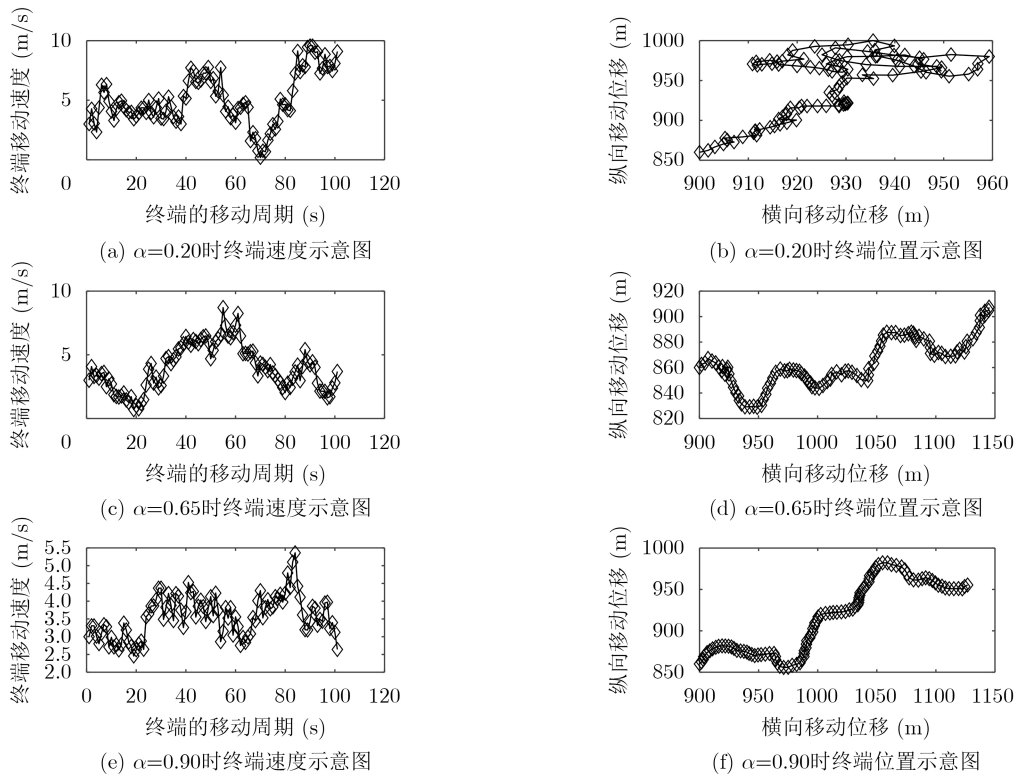 10
5
0 20 40 60 80 100 120
终端移动速度 (m/s)
终端的移动周期 (s)
(a) α=0.20时终端速度示意图
1000
950
900
850
900 910 920 930 940 950 960
纵向移动位移 (m)
横向移动位移 (m)
(b) α=0.20时终端位置示意图
10
5
0 20 40 60 80 100 120
终端移动速度 (m/s)
终端的移动周期 (s)
(c) α=0.65时终端速度示意图
920
900
880
860
840
820
900 950 1000 1050 1100 1150
纵向移动位移 (m)
横向移动位移 (m)
(d) α=0.65时终端位置示意图
5.5
5.0
4.5
4.0
3.5
3.0
2.5
2.0
0 20 40 60 80 100 120
终端移动速度 (m/s)
终端的移动周期 (s)
(e) α=0.90时终端速度示意图
1000
950
900
850
900 950 1000 1050 1100 1150
纵向移动位移 (m)
横向移动位移 (m)
(f) α=0.90时终端位置示意图